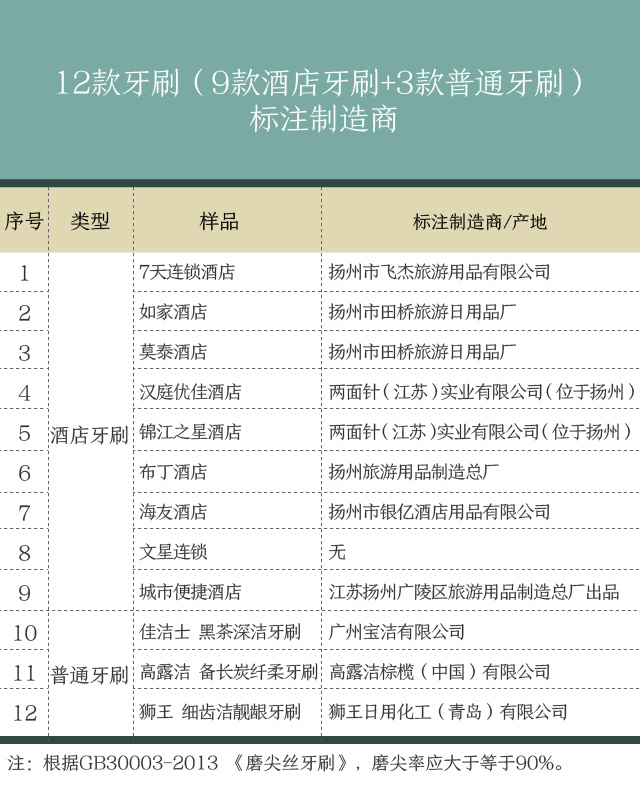 12款牙刷（9款酒店牙刷+3款普通牙刷）
标注制造商
序号 类型 样品 标注制造商/产地
1 7天连锁酒店 扬州市飞杰旅游用品有限公司
2 如家酒店 扬州市田桥旅游日用品厂
3 莫泰酒店 扬州市田桥旅游日用品厂
4 汉庭优佳酒店 两面针（江苏）实业有限公司（位于扬州）
5 酒店牙刷 锦江之星酒店 两面针（江苏）实业有限公司（位于扬州）
6 布丁酒店 扬州旅游用品制造总厂
7 海友酒店 扬州市银亿酒店用品有限公司
8 文星连锁 无
9 城市便捷酒店 江苏扬州广陵区旅游用品制造总厂出品
10 佳洁士 黑茶深洁牙刷 广州宝洁有限公司
11 普通牙刷 高露洁 备长炭纤柔牙刷 高露洁棕榄（中国）有限公司
12 狮王 细齿洁靓龈牙刷 狮王日用化工（青岛）有限公司
注：根据GB30003-2013《磨尖丝牙刷》，磨尖率应大于等于90%。